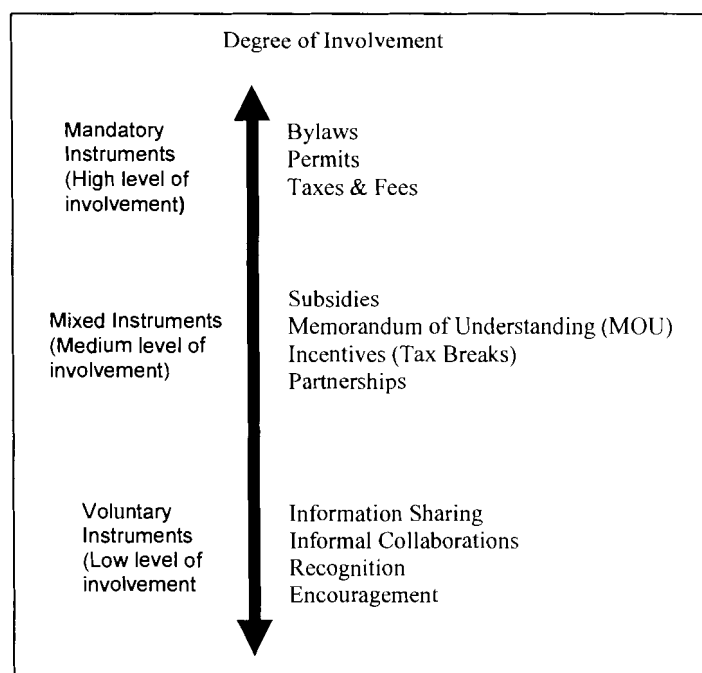 Degree of Involvement
Mandatory
Instruments
(High level of
involvement)
Bylaws
Permits
Taxes & Fees
Mixed Instruments
(Medium level of
involvement)
Subsidies
Memorandum of Understanding (MOU)
Incentives (Tax Breaks)
Partnerships
Voluntary
Instruments
(Low level of
involvement
Information Sharing
Informal Collaborations
Recognition
Encouragement